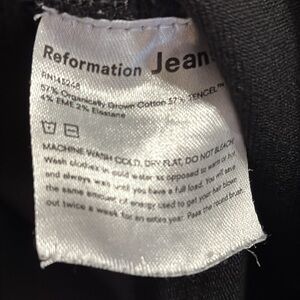 Reformation Jean
RN145268
57% Organically Grown Cotton 37% TENCEL™
4% EME 2% Elastane
MACHINE WASH COLD, DRY FLAT, DO NOT BLEACH
Wash clothes in cold water as opposed to warm or hot
and always wait until you have a full load. You will save
the same amount of energy used to get your hair blown
out twice a week for an entire year. Pass the round brush.